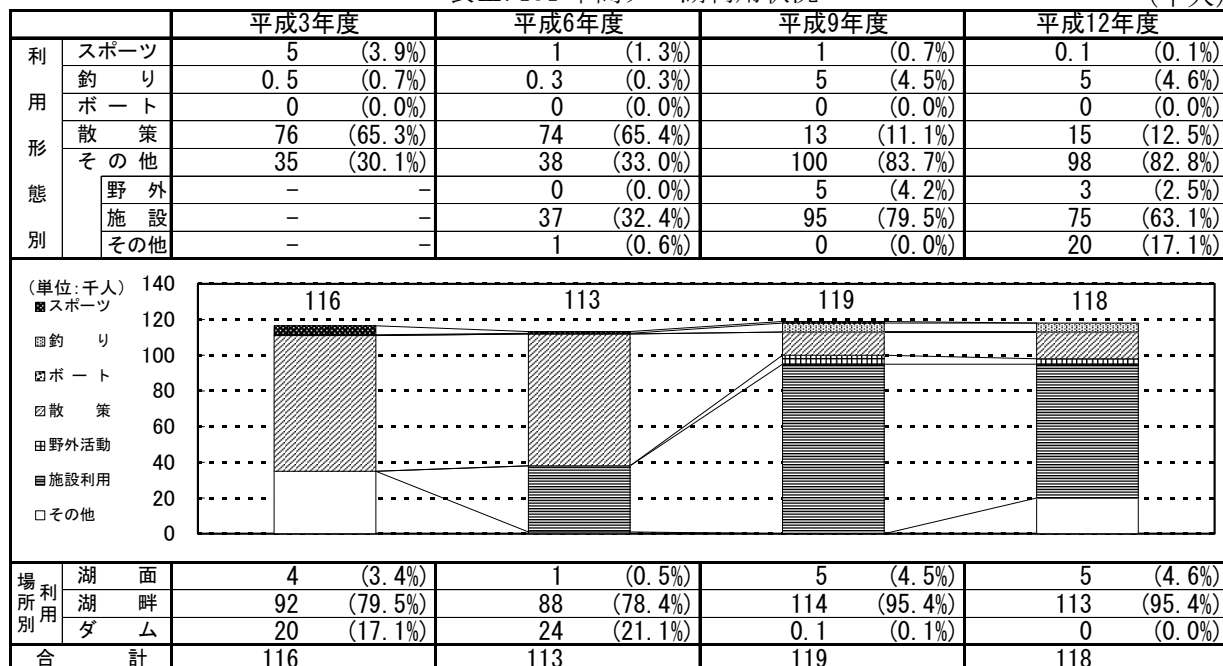 (千人)
平成3年度 平成6年度 平成9年度 平成12年度
利用形態別
スポーツ 5 (3.9%) 1 (1.3%) 1 (0.7%) 0.1 (0.1%)
釣り 0.5 (0.7%) 0.3 (0.3%) 5 (4.5%) 5 (4.6%)
ボート 0 (0.0%) 0 (0.0%) 0 (0.0%) 0 (0.0%)
散策 76 (65.3%) 74 (65.4%) 13 (11.1%) 15 (12.5%)
その他 35 (30.1%) 38 (33.0%) 100 (83.7%) 98 (82.8%)
野外 − − 0 (0.0%) 5 (4.2%) 3 (2.5%)
施設 − − 37 (32.4%) 95 (79.5%) 75 (63.1%)
その他 − − 1 (0.6%) 0 (0.0%) 20 (17.1%)
(単位:千人)
スポーツ
釣り
ボート
散策
野外活動
施設利用
その他
140
120
100
80
60
40
20
0
116 113 119 118
場所別利用
湖面 4 (3.4%) 1 (0.5%) 5 (4.5%) 5 (4.6%)
湖畔 92 (79.5%) 88 (78.4%) 114 (95.4%) 113 (95.4%)
ダム 20 (17.1%) 24 (21.1%) 0.1 (0.1%) 0 (0.0%)
合計 116 113 119 118